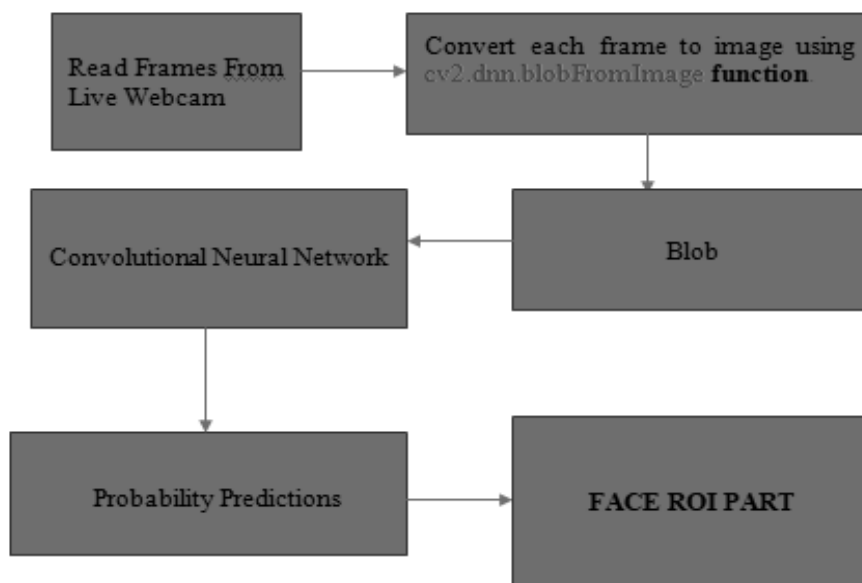 Read Frames From
Live Webcam
Convert each frame to image using
cv2.dnn.blobFromImage function.
Blob
Convolutional Neural Network
Probability Predictions
FACE ROI PART